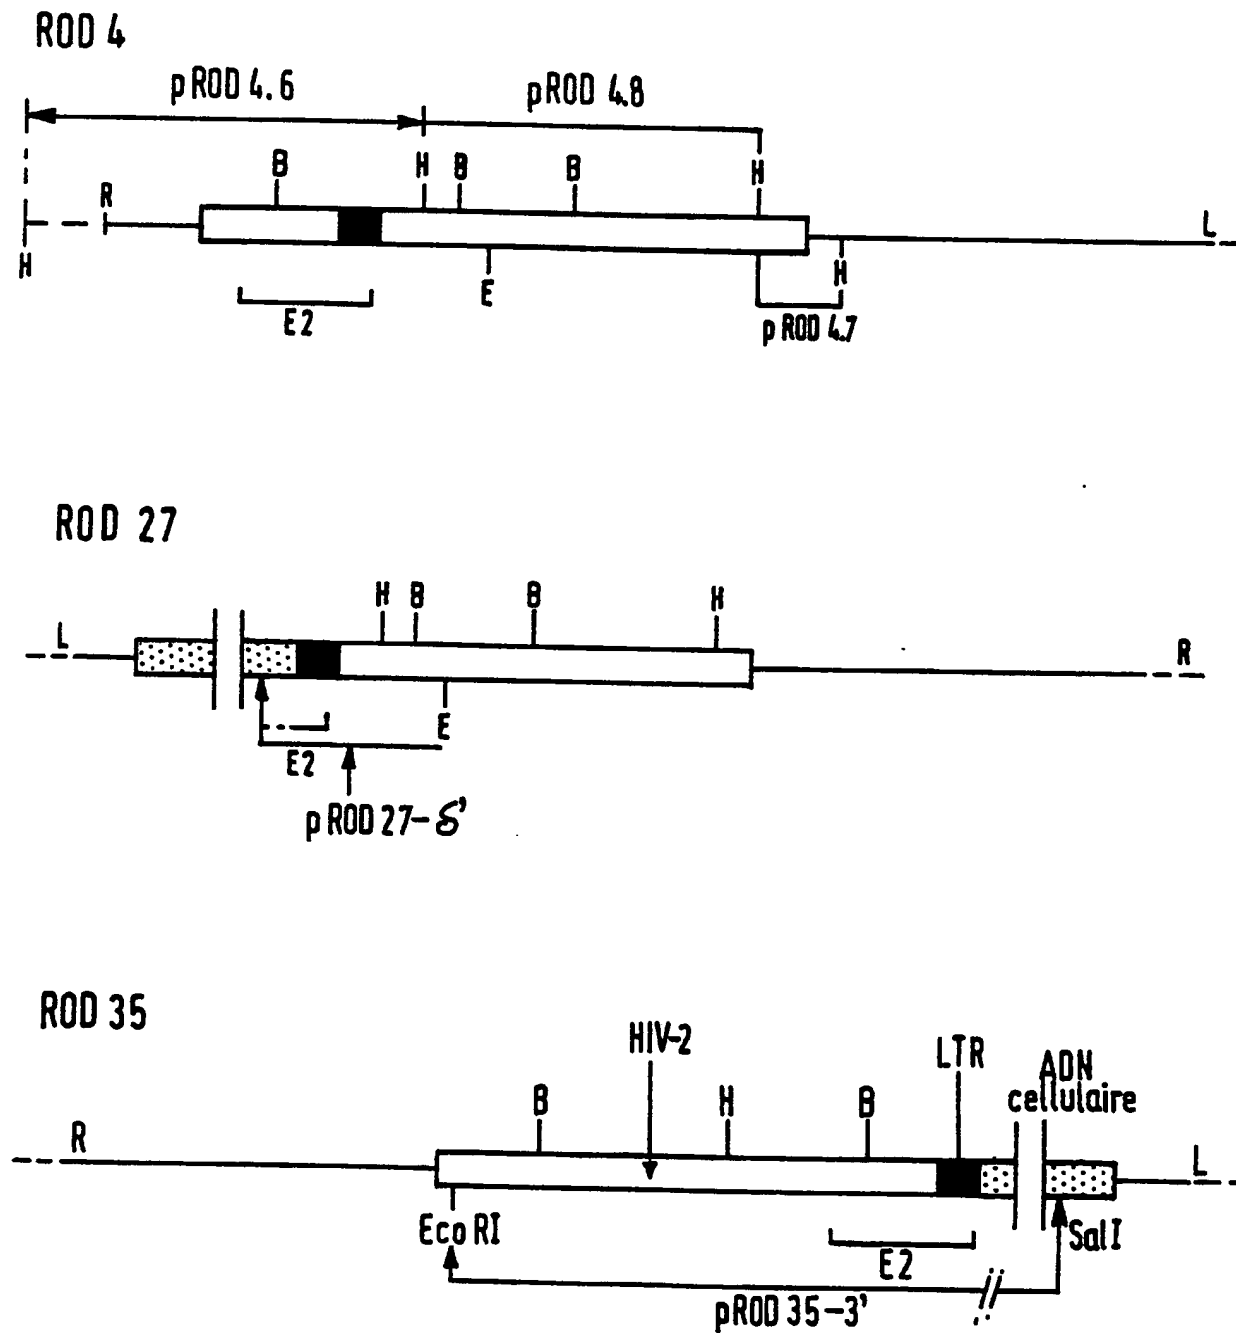 ROD 4
pROD 4.6
pROD 4.8
B
H
B
B
H
R
L
H
E
H
E2
pROD 4.7
ROD 27
H
B
B
H
L
R
E
E2
pROD 27-5'
ROD 35
HIV-2
LTR
ADN
cellulaire
B
H
B
R
L
Eco RI
Sal I
E2
pROD 35-3'